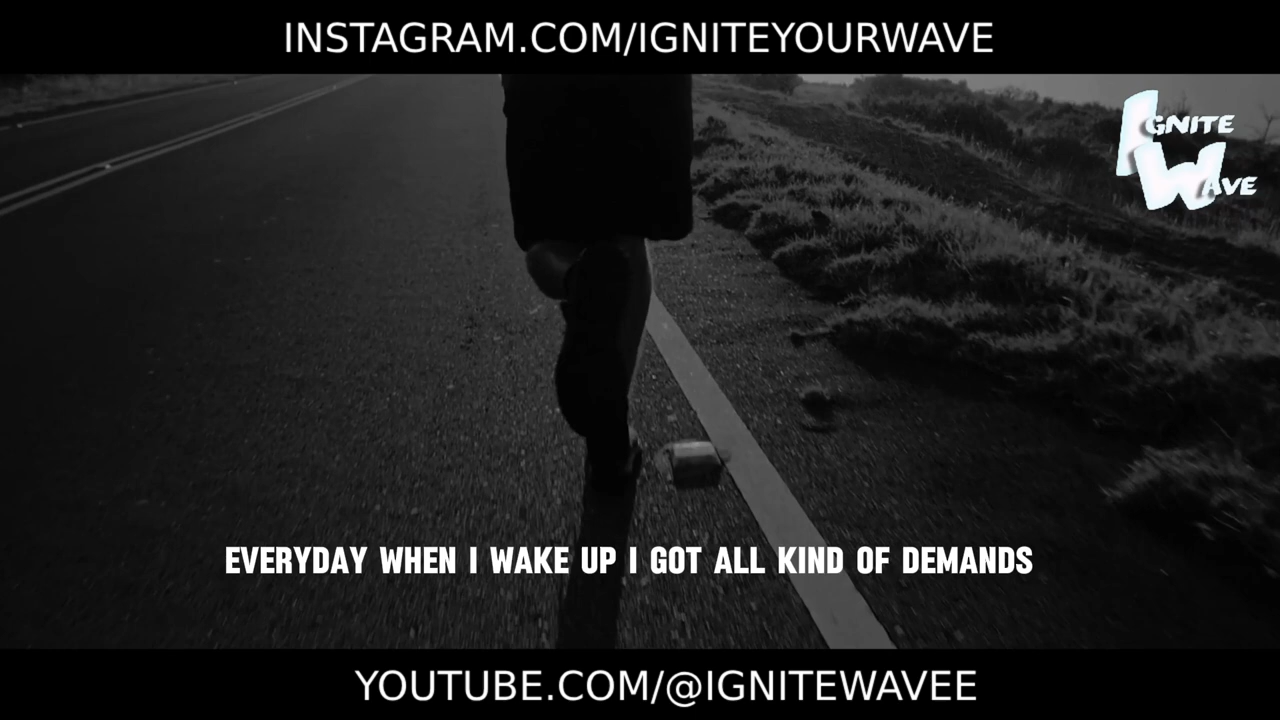 INSTAGRAM.COM/IGNITEYOURWAVE
IGNITE
WAVE
EVERYDAY WHEN I WAKE UP I GOT ALL KIND OF DEMANDS
YOUTUBE.COM/@IGNITEWAVEE